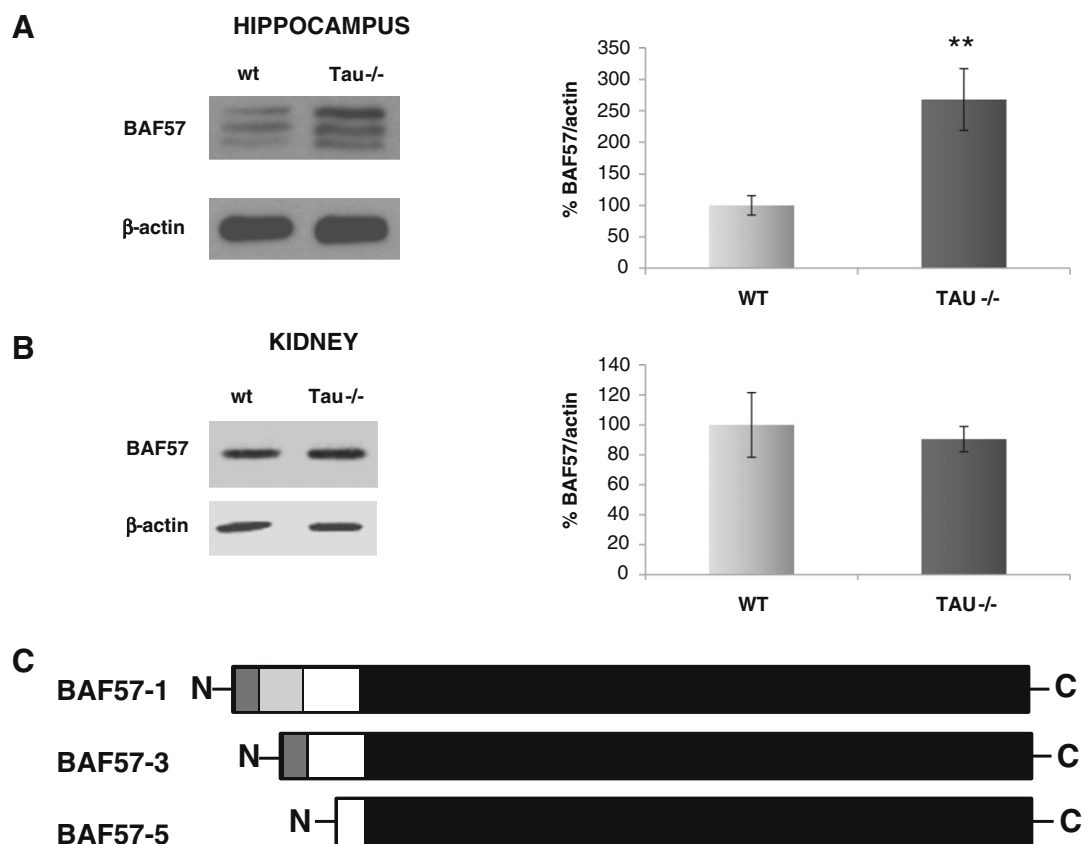 A
HIPPOCAMPUS
wt Tau-/-
BAF57
β-actin
% BAF57/actin
350
300
250
200
150
100
50
0
**
WT TAU -/-
B
KIDNEY
wt Tau-/-
BAF57
β-actin
% BAF57/actin
140
120
100
80
60
40
20
0
WT TAU-/-
C
BAF57-1 N C
BAF57-3 N C
BAF57-5 N C